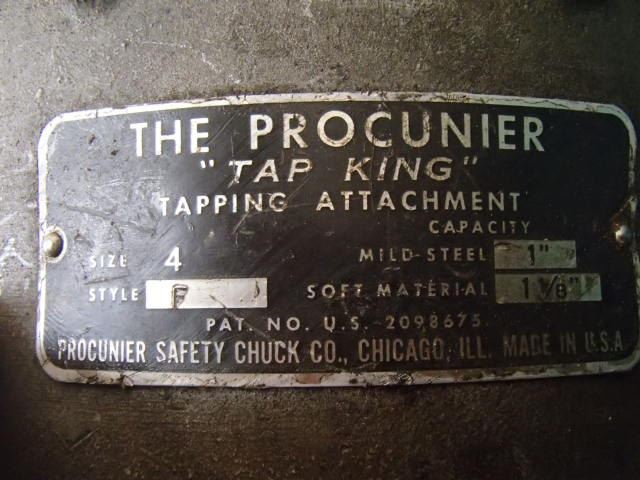 THE PROCUNIER
"TAP KING"
TAPPING ATTACHMENT
CAPACITY
SIZE 4 MILD-STEEL 1"
STYLE F SOFT MATERIAL 1 1/8"
PAT. NO. U.S. 2098675
PROCUNIER SAFETY CHUCK CO., CHICAGO, ILL. MADE IN U.S.A